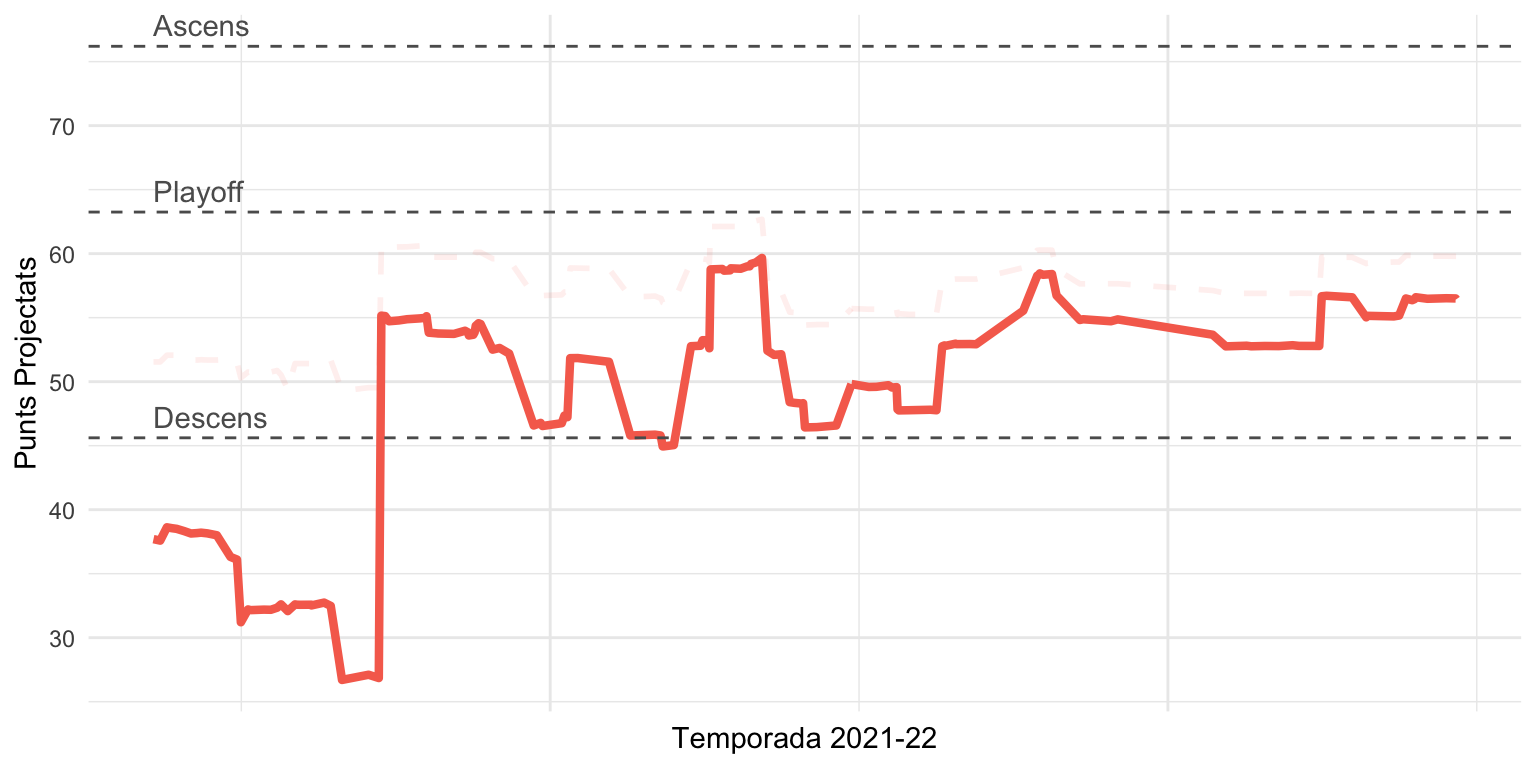 Ascens
70
Playoff
60
50
Descens
40
30
Punts Projectats
Temporada 2021-22